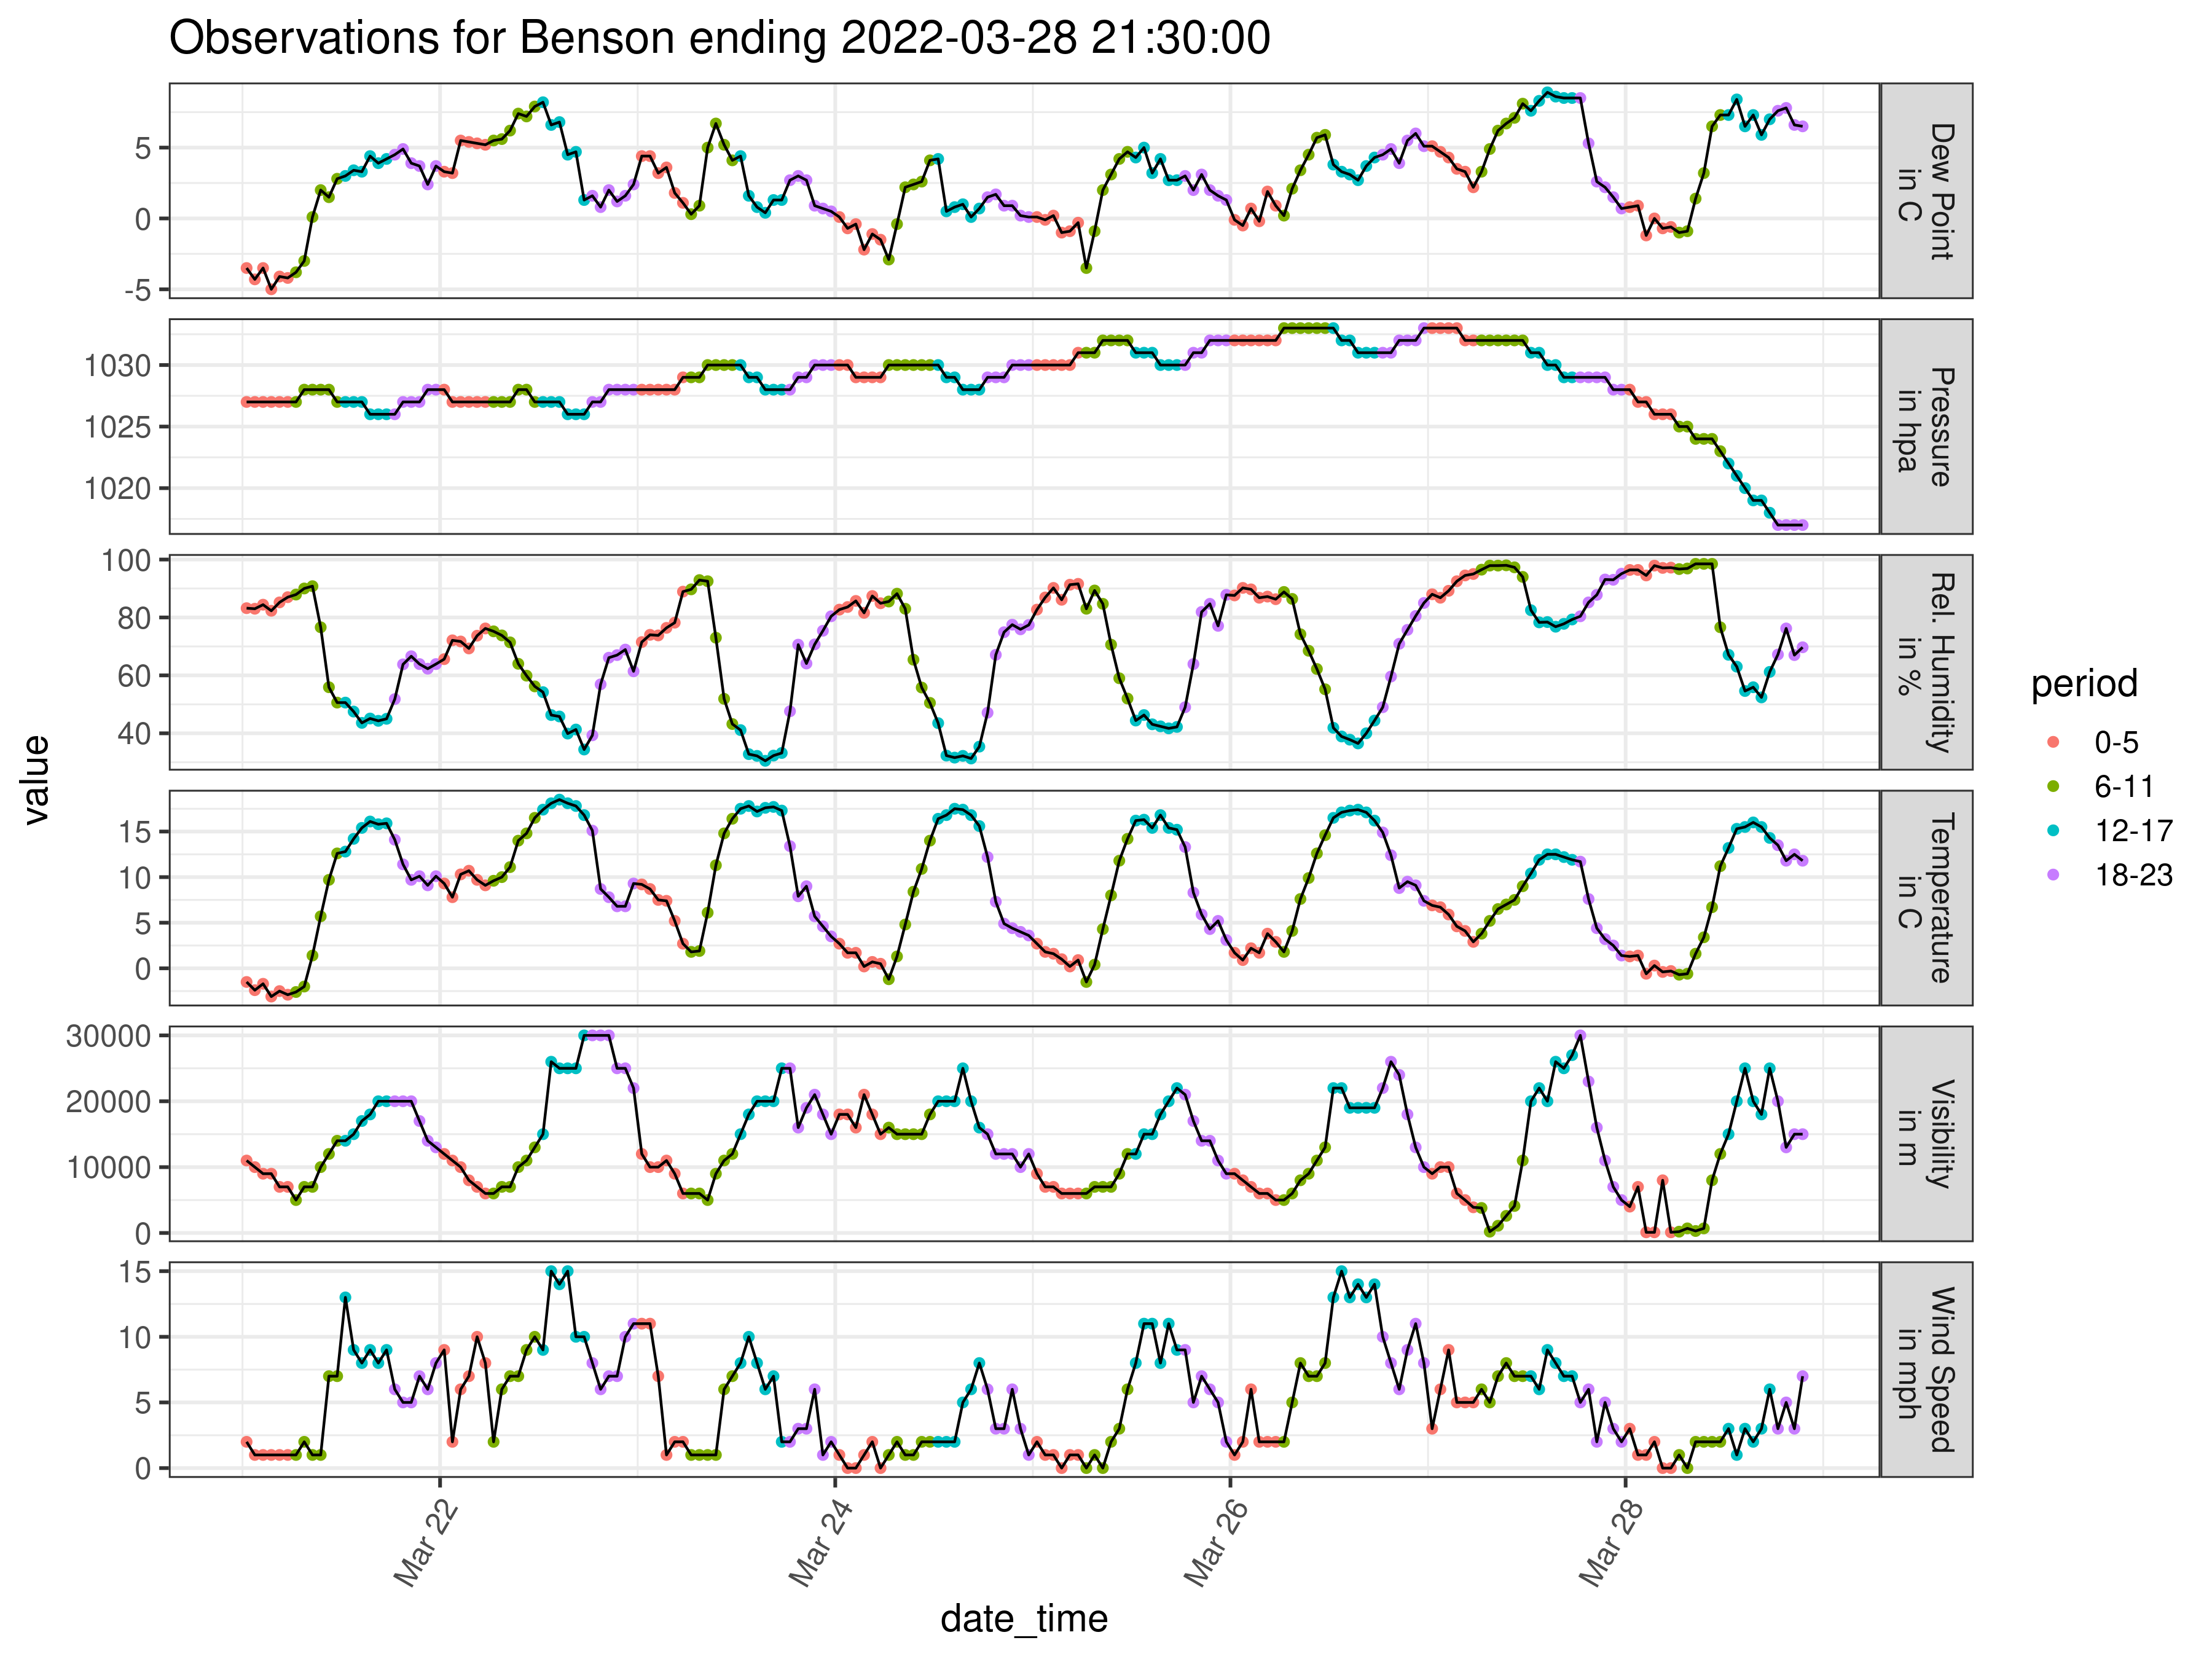 Observations for Benson ending 2022-03-28 21:30:00
5
0
-5
Dew Point
in C
1030
1025
1020
Pressure
in hpa
100
80
60
40
Rel. Humidity
in %
15
10
5
0
Temperature
in C
30000
20000
10000
0
Visibility
in m
15
10
5
0
Wind Speed
in mph
value
Mar 22
Mar 24
Mar 26
Mar 28
date_time
period
0-5
6-11
12-17
18-23